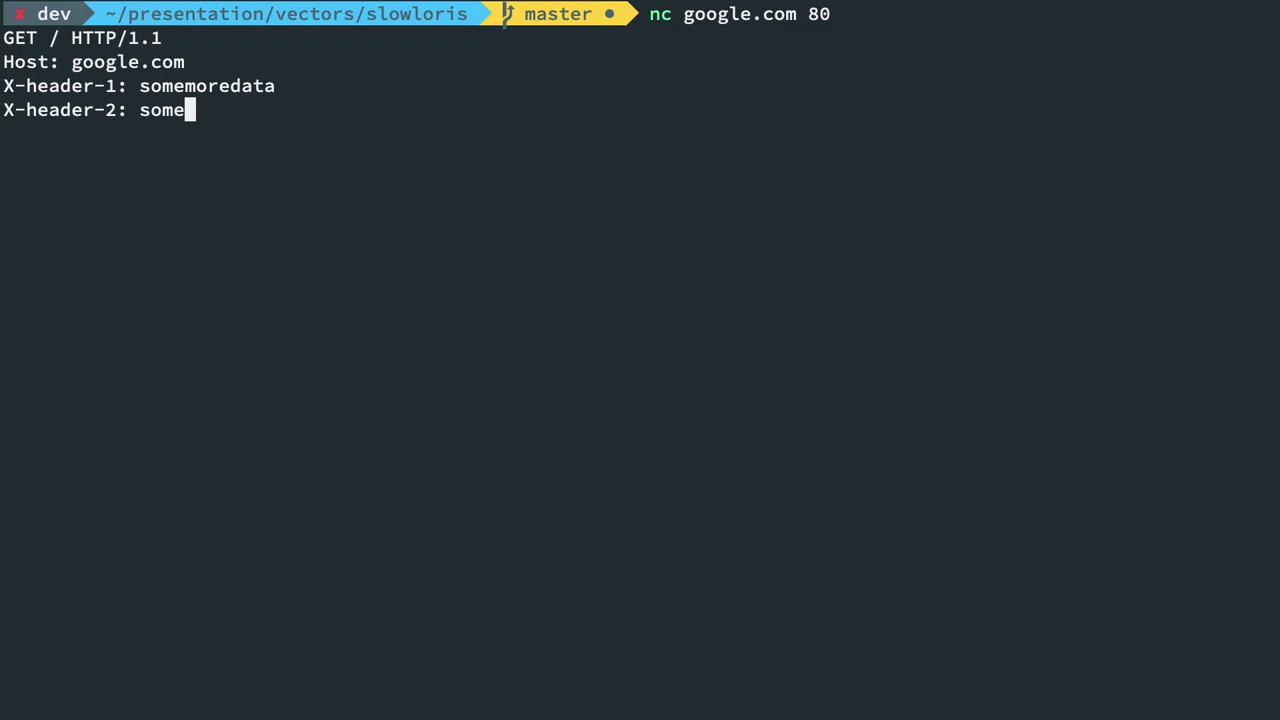 ✘ dev ~/presentation/vectors/slowloris master ● nc google.com 80
GET / HTTP/1.1
Host: google.com
X-header-1: somemoredata
X-header-2: some